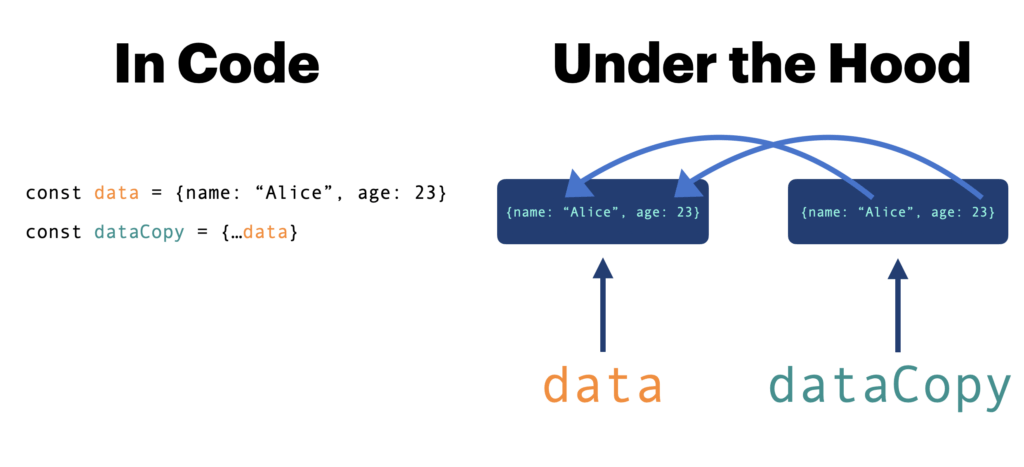 In Code
Under the Hood
const data = {name: “Alice”, age: 23}
const dataCopy = {…data}
{name: “Alice”, age: 23}
{name: “Alice”, age: 23}
data
dataCopy